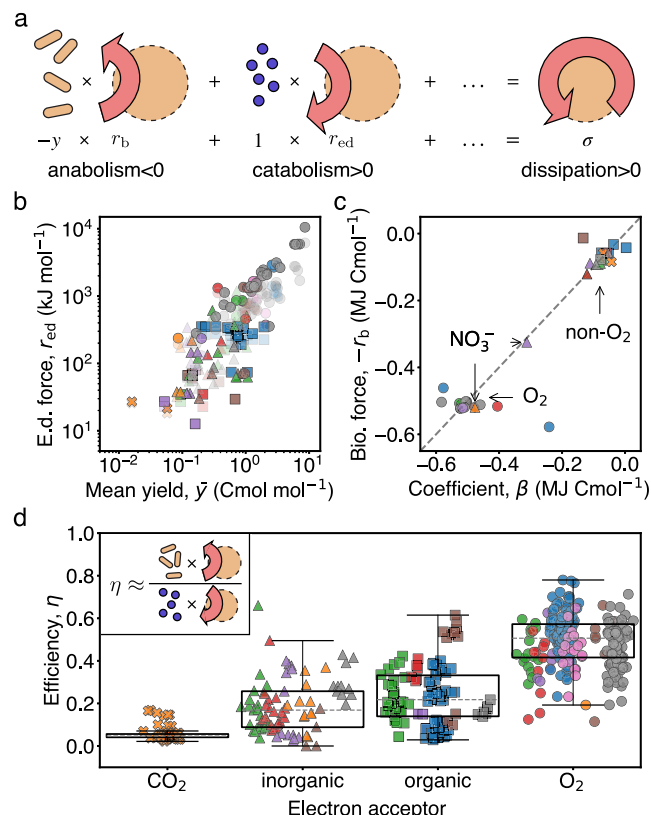 a
× + × + … =
−y × r_b + 1 × r_ed + … = σ
anabolism<0 catabolism>0 dissipation>0
b
E.d. force, r_ed (kJ mol⁻¹)
10⁴
10³
10²
10¹
10⁻² 10⁻¹ 10⁰ 10¹
Mean yield, ȳ (Cmol mol⁻¹)
c
Bio. force, −r_b (MJ Cmol⁻¹)
−0.0
−0.2
−0.4
−0.6
NO₃⁻
non-O₂
O₂
−0.6 −0.4 −0.2 0.0
Coefficient, β (MJ Cmol⁻¹)
d
Efficiency, η
1.0
0.8
0.6
0.4
0.2
0.0
η ≈
×
×
CO₂ inorganic organic O₂
Electron acceptor